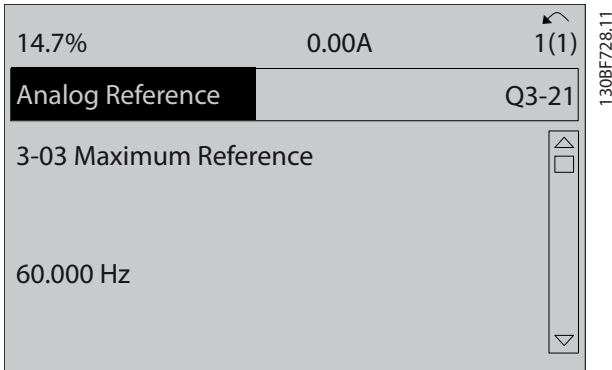 14.7% 0.00A 1(1)
Analog Reference Q3-21
3-03 Maximum Reference
60.000 Hz
130BF728.11